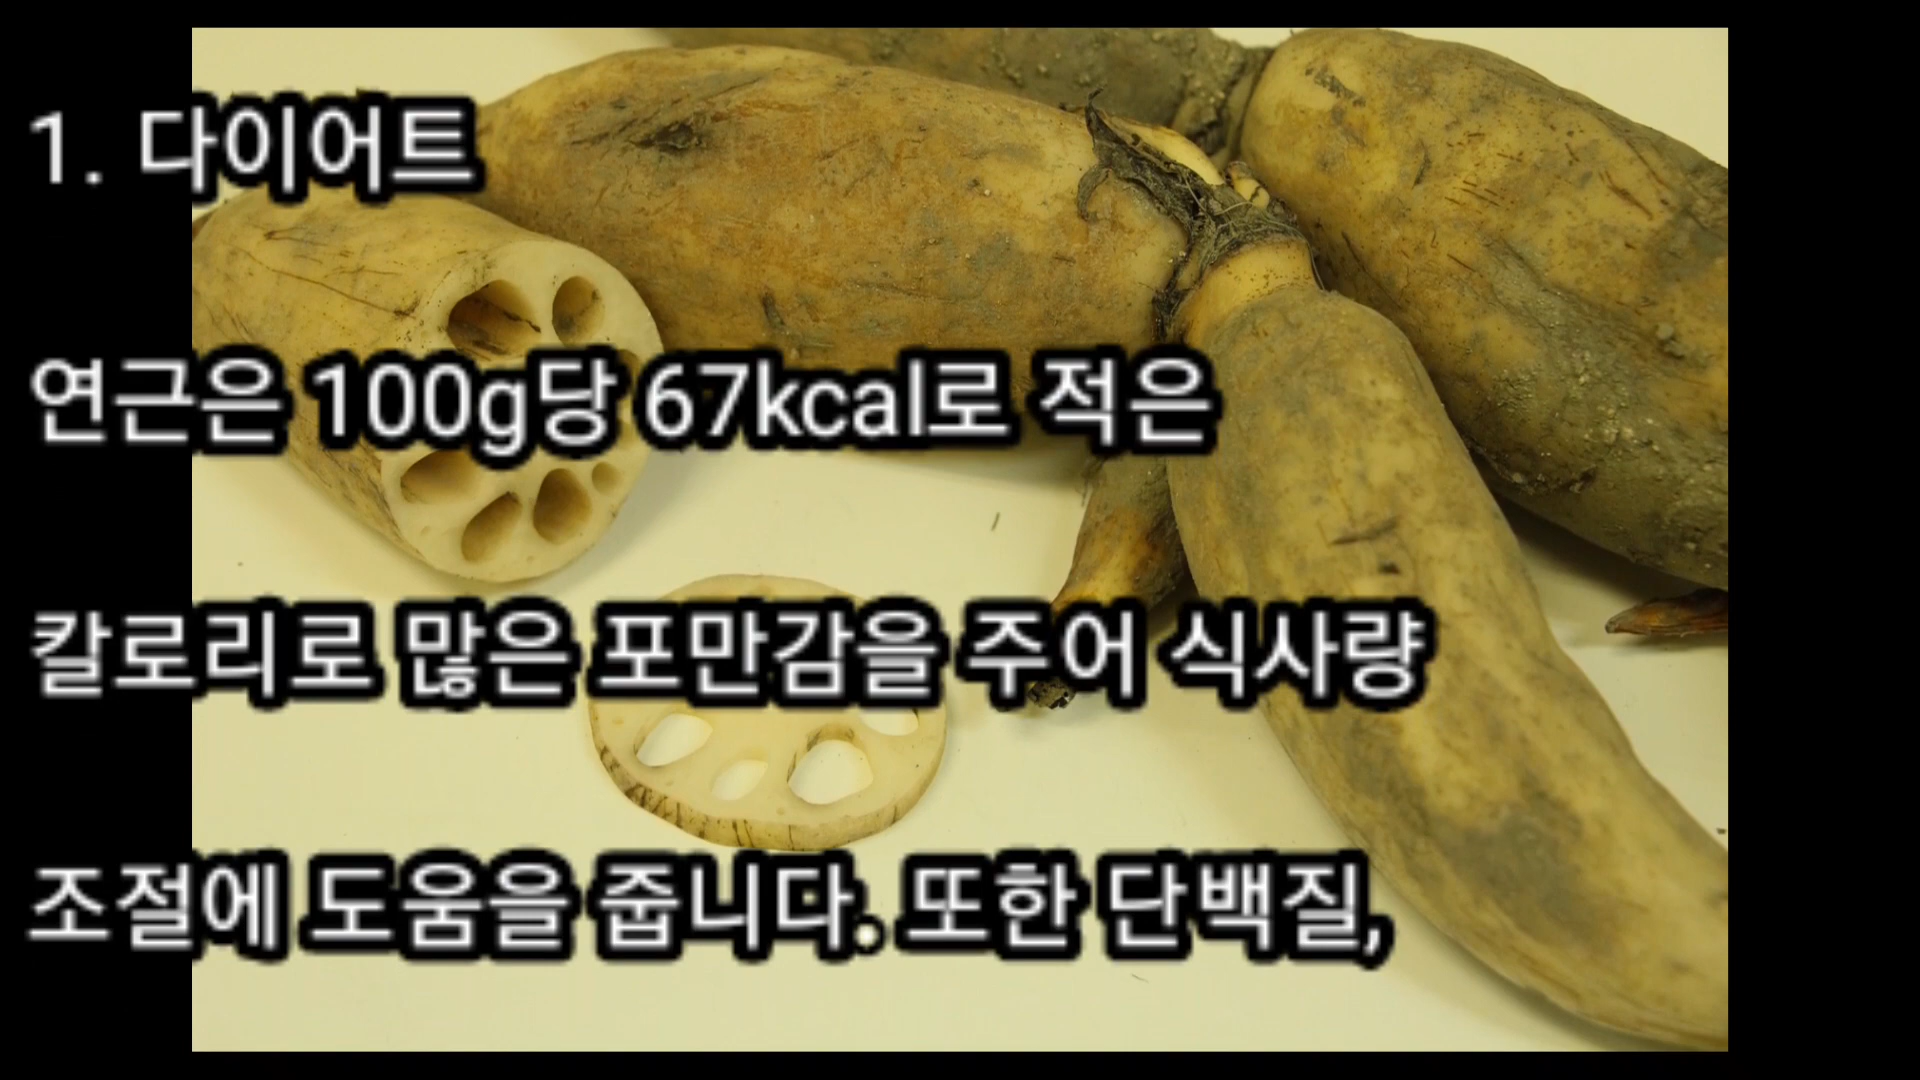 1. 다이어트
연근은 100g당 67kcal로 적은
칼로리로 많은 포만감을 주어 식사량
조절에 도움을 줍니다. 또한 단백질,